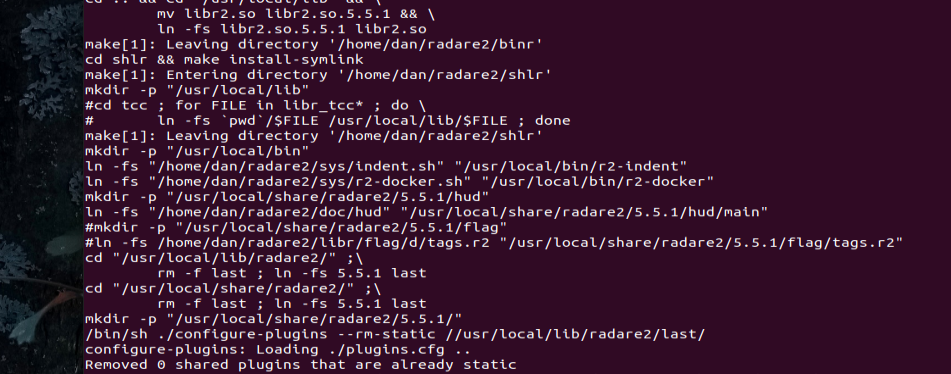 cd .. && cd "/usr/local/lib" && \
mv libr2.so libr2.so.5.5.1 && \
ln -fs libr2.so.5.5.1 libr2.so
make[1]: Leaving directory '/home/dan/radare2/binr'
cd shlr && make install-symlink
make[1]: Entering directory '/home/dan/radare2/shlr'
mkdir -p "/usr/local/lib"
#cd tcc ; for FILE in libr_tcc* ; do \
#       ln -fs `pwd`/$FILE /usr/local/lib/$FILE ; done
make[1]: Leaving directory '/home/dan/radare2/shlr'
mkdir -p "/usr/local/bin"
ln -fs "/home/dan/radare2/sys/indent.sh" "/usr/local/bin/r2-indent"
ln -fs "/home/dan/radare2/sys/r2-docker.sh" "/usr/local/bin/r2-docker"
mkdir -p "/usr/local/share/radare2/5.5.1/hud"
ln -fs "/home/dan/radare2/doc/hud" "/usr/local/share/radare2/5.5.1/hud/main"
#mkdir -p "/usr/local/share/radare2/5.5.1/flag"
#ln -fs /home/dan/radare2/libr/flag/d/tags.r2 "/usr/local/share/radare2/5.5.1/flag/tags.r2"
cd "/usr/local/lib/radare2/" ;\
rm -f last ; ln -fs 5.5.1 last
cd "/usr/local/share/radare2/" ;\
rm -f last ; ln -fs 5.5.1 last
mkdir -p "/usr/local/share/radare2/5.5.1/"
/bin/sh ./configure-plugins --rm-static //usr/local/lib/radare2/last/
configure-plugins: Loading ./plugins.cfg ..
Removed 0 shared plugins that are already static